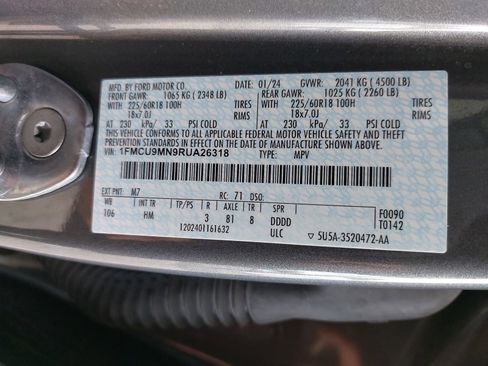 MFD. BY FORD MOTOR CO.
DATE: 01/24 GVWR: 2041 KG ( 4500 LB)
FRONT GAWR: 1065 KG ( 2348 LB) REAR GAWR: 1025 KG ( 2260 LB)
WITH 225/60R18 100H TIRES WITH 225/60R18 100H TIRES
18x7.0J RIMS 18x7.0J RIMS
AT 230 kPa/ 33 PSI COLD AT 230 kPa/ 33 PSI COLD
THIS VEHICLE CONFORMS TO ALL APPLICABLE FEDERAL MOTOR VEHICLE SAFETY AND BUMPER
STANDARDS IN EFFECT ON THE DATE OF MANUFACTURE SHOWN ABOVE.
VIN: 1FMCU9MN9RUA26318 TYPE: MPV
EXT PNT: M7 RC: 71 DSO:
WB INT TR TP/PS R AXLE TR SPR
106 HM 3 81 8 DDDD
1202401161632 ULC
F0090
T0142
▽ 5U5A-3520472-AA